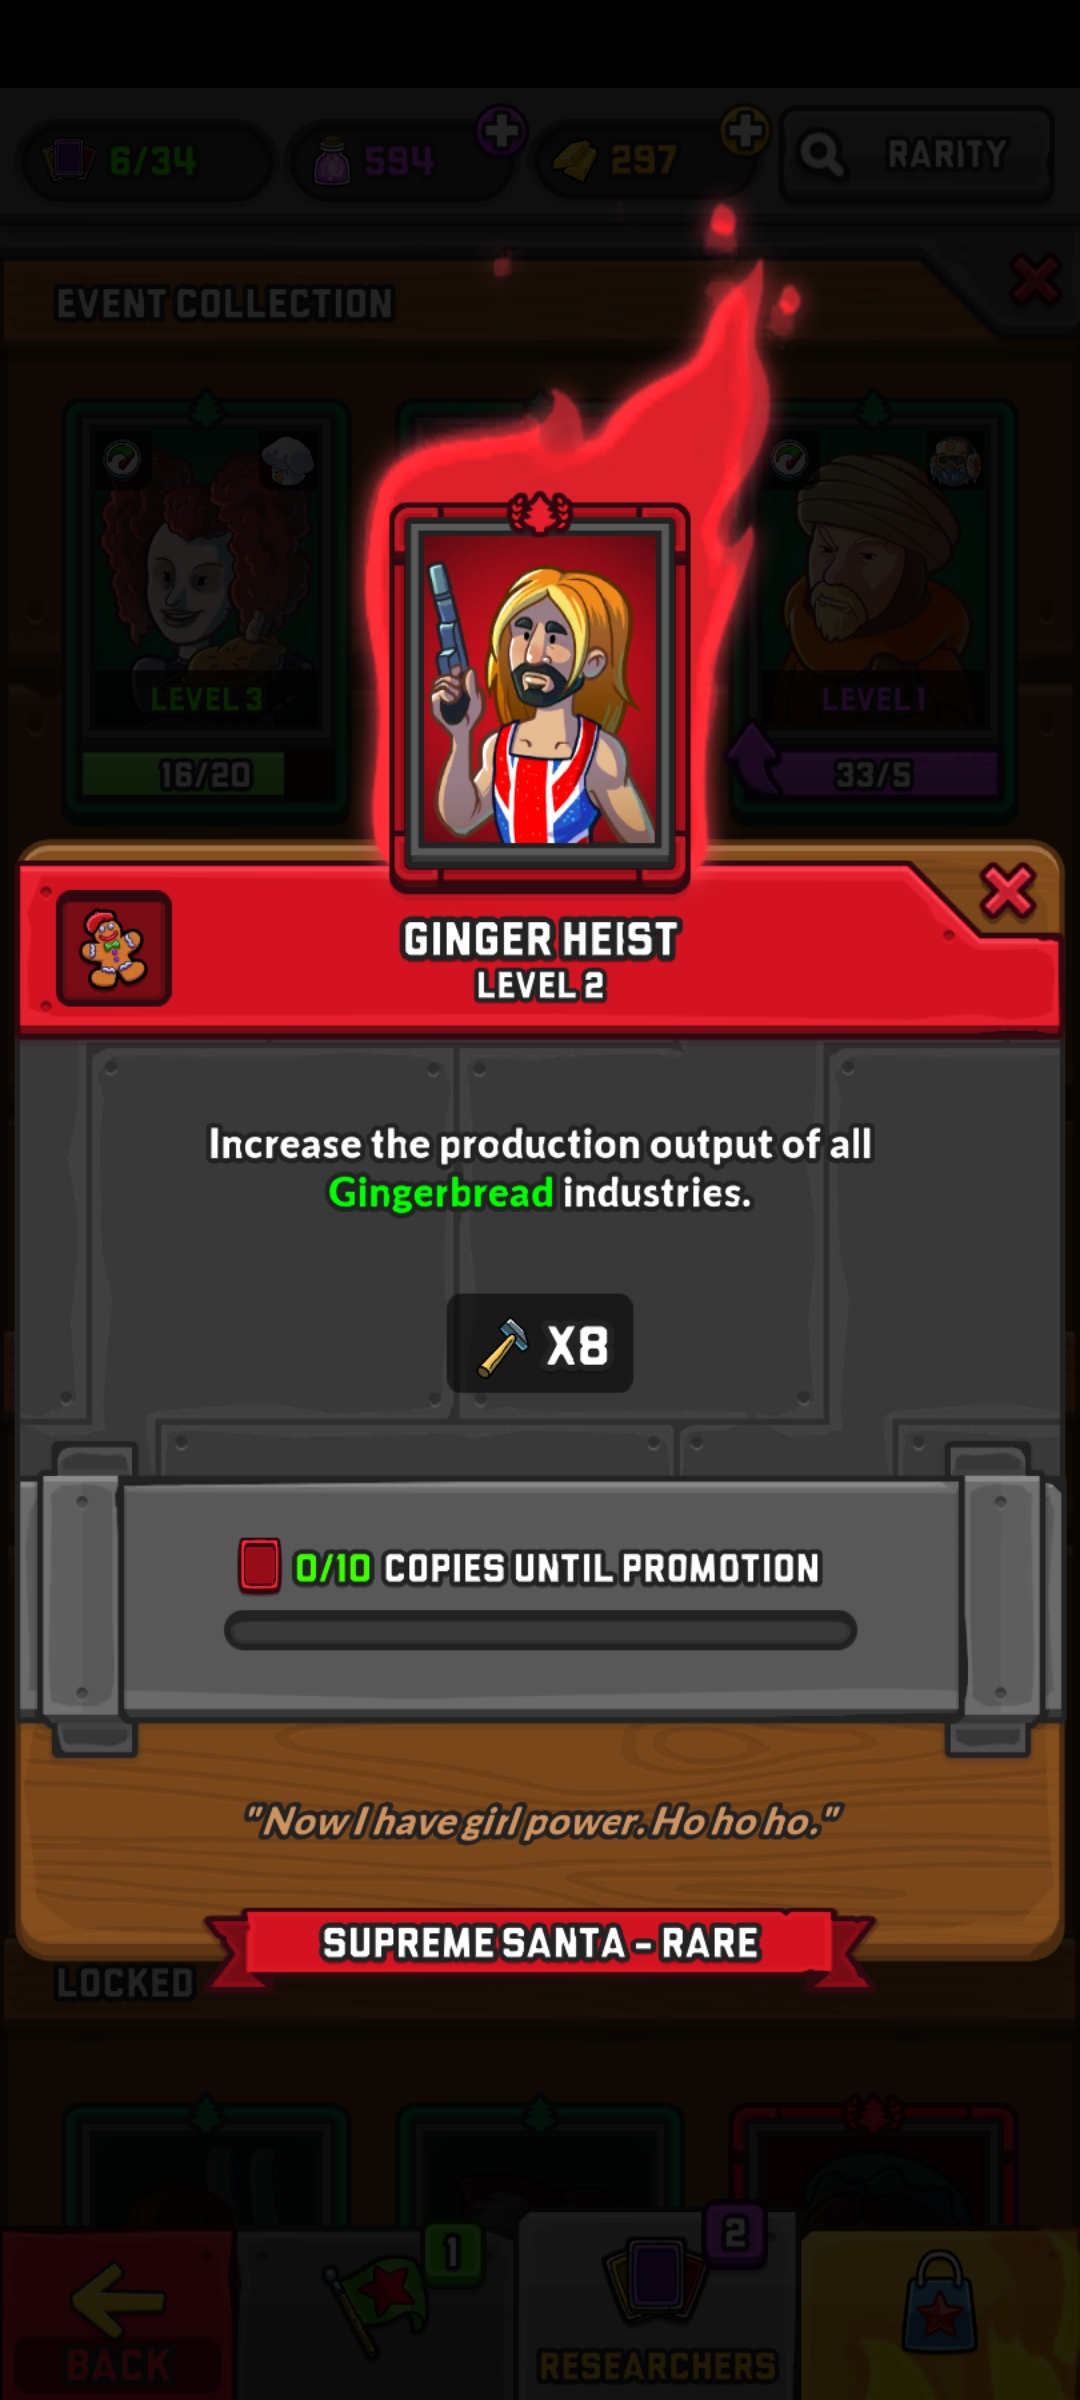 6/34
594
297
RARITY
EVENT COLLECTION
LEVEL 3
16/20
LEVEL 1
33/5
GINGER HEIST
LEVEL 2
Increase the production output of all
Gingerbread industries.
X8
0/10 COPIES UNTIL PROMOTION
"Now I have girl power. Ho ho ho."
SUPREME SANTA - RARE
LOCKED
1
2
BACK
RESEARCHERS